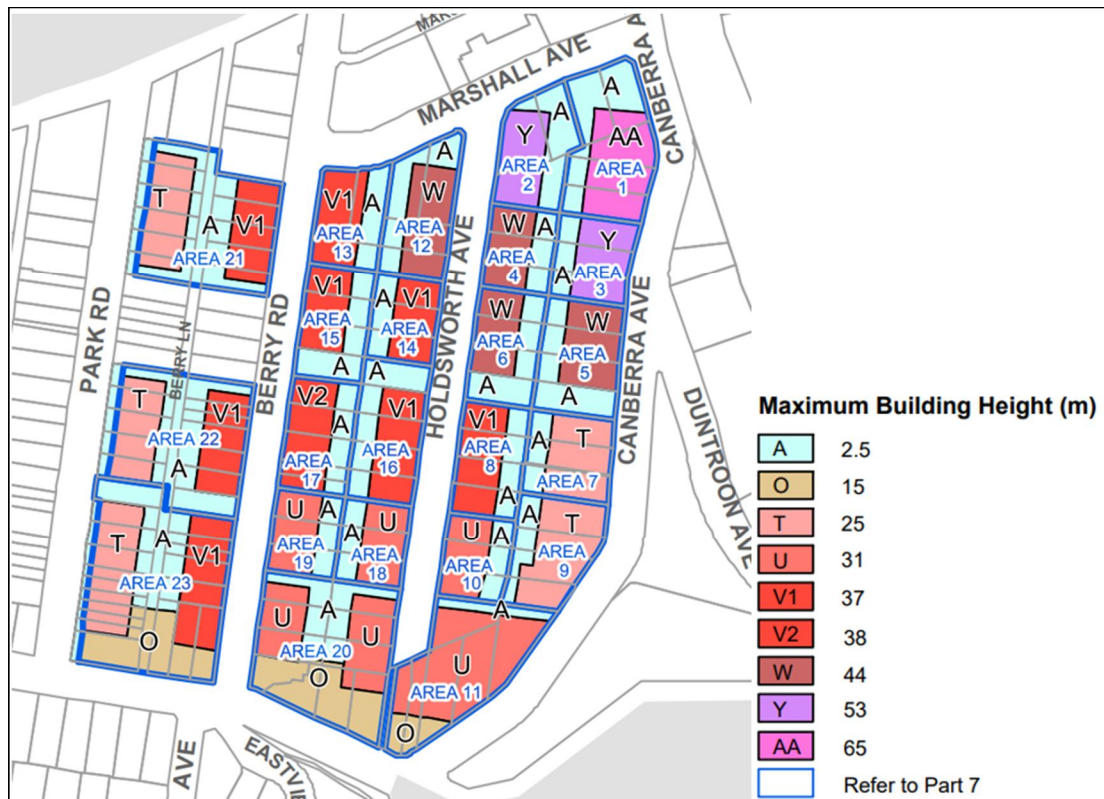 MARSHALL AVE
CANBERRA A
A
A
A
Y
AREA
2
AA
AREA
1
T
A
V1
AREA 21
V1
A
AREA
13
W
AREA
12
W
A
AREA
4
Y
AREA
3
A
HOLDSWORTH AVE
CANBERRA AVE
PARK RD
BERRY LN
BERRY RD
V1
AREA
15
A
V1
AREA
14
W
AREA
6
W
AREA
5
A
A
A
A
T
V1
AREA 22
A
V2
A
AREA
17
V1
AREA
16
V1
AREA
8
A
T
AREA 7
A
DUNTROON AVE
T
A
V1
AREA 23
O
U
A
AREA
19
A
U
AREA
18
U
A
AREA
10
A
T
AREA
9
A
U
A
U
AREA 20
O
U
AREA 11
O
AVE
EASTVI
Maximum Building Height (m)
A 2.5
O 15
T 25
U 31
V1 37
V2 38
W 44
Y 53
AA 65
Refer to Part 7